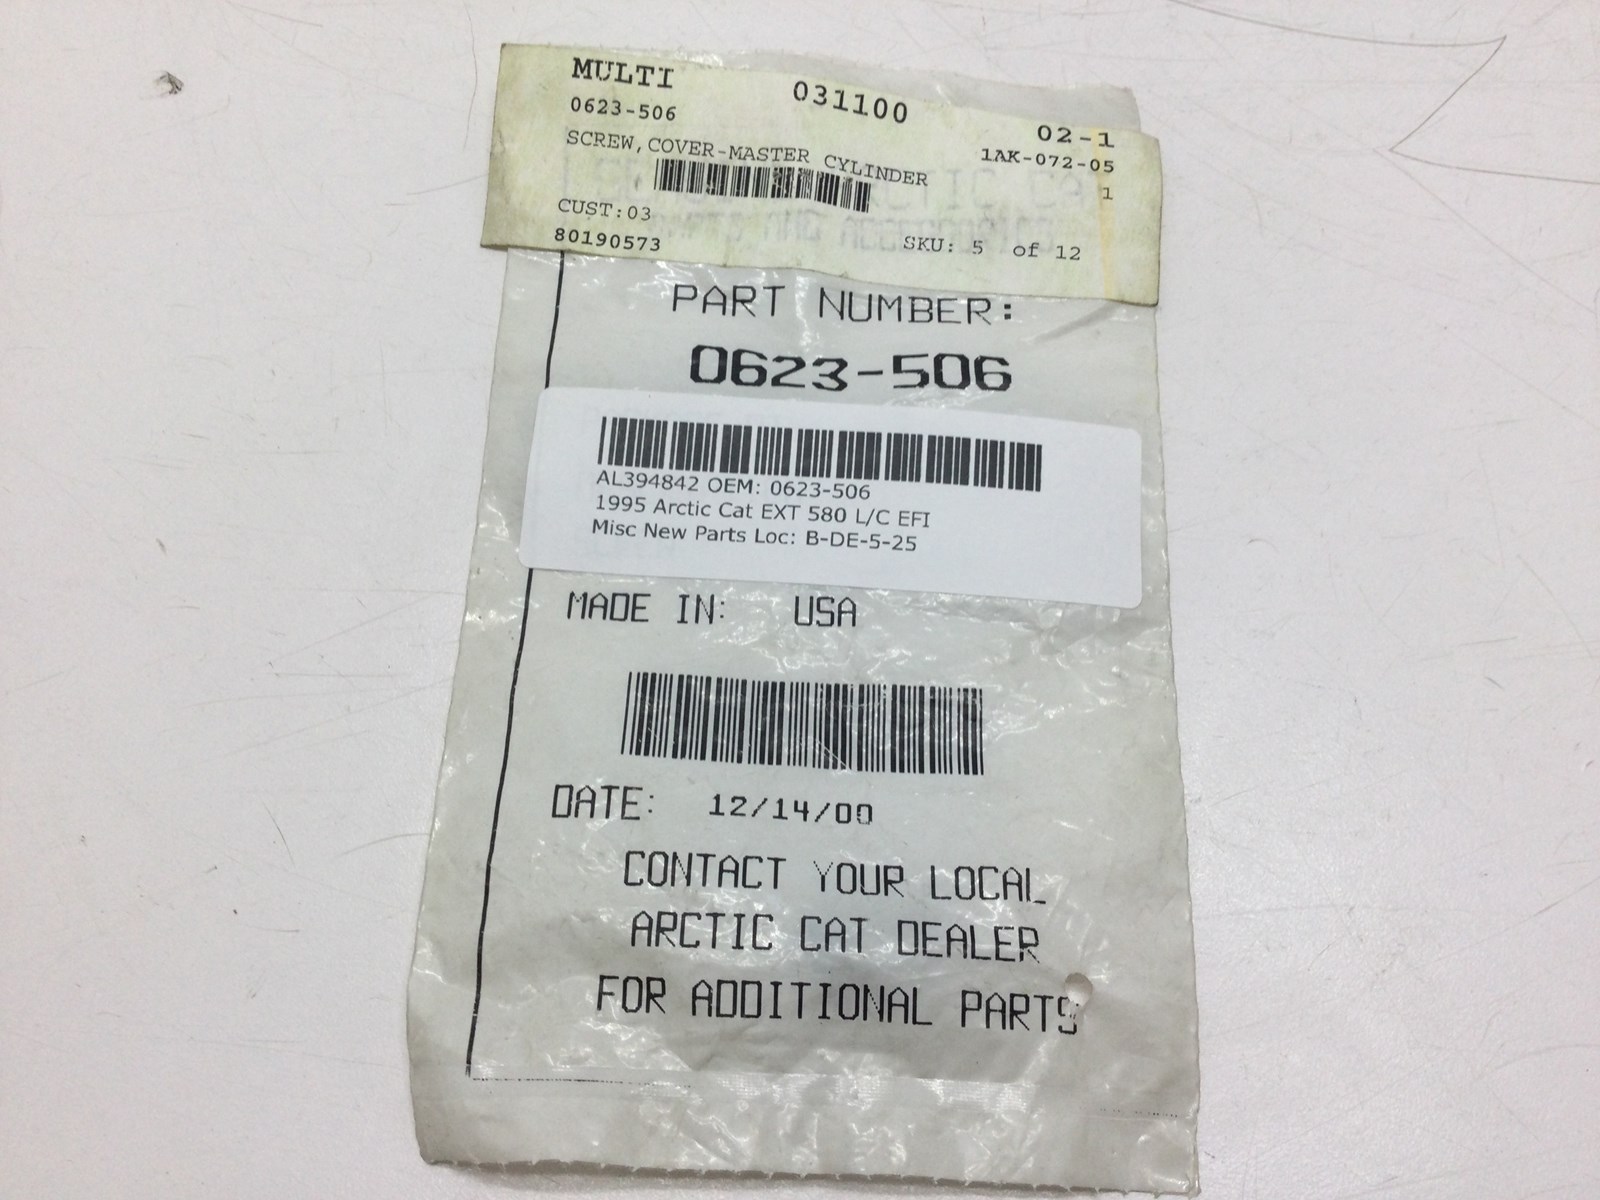 MULTI 031100 02-1
0623-506 1AK-072-05
SCREW,COVER-MASTER CYLINDER 1
CUST:03
80190573 SKU: 5 of 12
PART NUMBER:
0623-506
AL394842 OEM: 0623-506
1995 Arctic Cat EXT 580 L/C EFI
Misc New Parts Loc: B-DE-5-25
MADE IN: USA
DATE: 12/14/00
CONTACT YOUR LOCAL
ARCTIC CAT DEALER
FOR ADDITIONAL PARTS